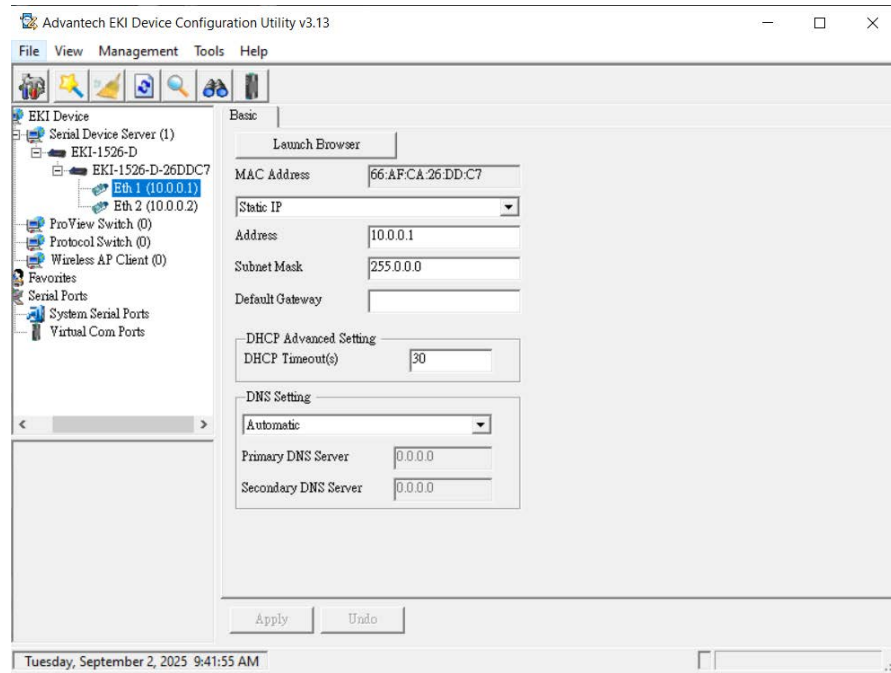 Advantech EKI Device Configuration Utility v3.13
File View Management Tools Help
EKI Device
Serial Device Server (1)
EKI-1526-D
EKI-1526-D-26DDC7
Eth 1 (10.0.0.1)
Eth 2 (10.0.0.2)
ProView Switch (0)
Protocol Switch (0)
Wireless AP Client (0)
Favorites
Serial Ports
System Serial Ports
Virtual Com Ports
Basic
Launch Browser
MAC Address 66:AF:CA:26:DD:C7
Static IP
Address 10.0.0.1
Subnet Mask 255.0.0.0
Default Gateway
DHCP Advanced Setting
DHCP Timeout(s) 30
DNS Setting
Automatic
Primary DNS Server 0.0.0.0
Secondary DNS Server 0.0.0.0
Apply Undo
Tuesday, September 2, 2025 9:41:55 AM